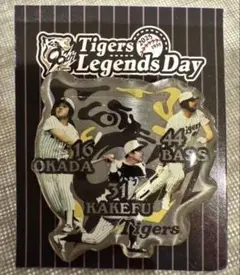 Tigers
Legends Day
16
OKADA
44
BASS
31
KAKEFU
Tigers